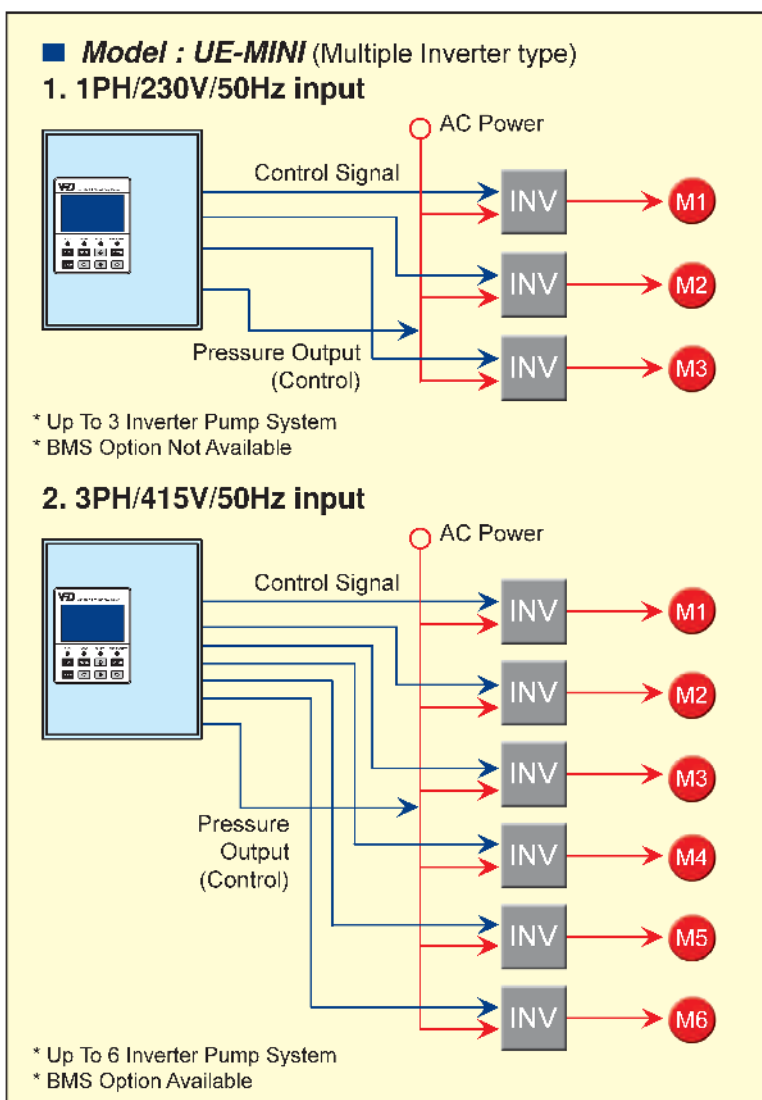 Model : UE-MINI (Multiple Inverter type)
1. 1PH/230V/50Hz input
AC Power
Control Signal
INV
M1
INV
M2
Pressure Output
(Control)
INV
M3
* Up To 3 Inverter Pump System
* BMS Option Not Available
2. 3PH/415V/50Hz input
AC Power
Control Signal
INV
M1
INV
M2
INV
M3
Pressure
Output
(Control)
INV
M4
INV
M5
INV
M6
* Up To 6 Inverter Pump System
* BMS Option Available